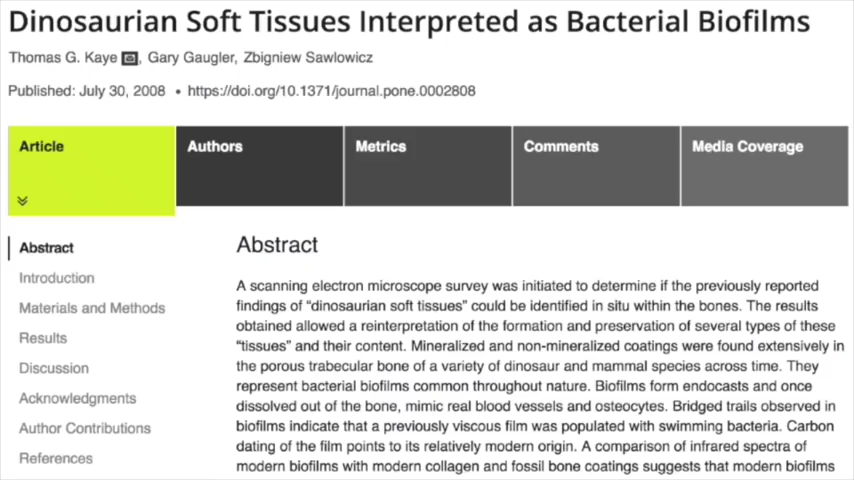 Dinosaurian Soft Tissues Interpreted as Bacterial Biofilms
Thomas G. Kaye, Gary Gaugler, Zbigniew Sawlowicz
Published: July 30, 2008 • https://doi.org/10.1371/journal.pone.0002808
Article
Authors
Metrics
Comments
Media Coverage
Abstract
Introduction
Materials and Methods
Results
Discussion
Acknowledgments
Author Contributions
References
Abstract
A scanning electron microscope survey was initiated to determine if the previously reported
findings of “dinosaurian soft tissues” could be identified in situ within the bones. The results
obtained allowed a reinterpretation of the formation and preservation of several types of these
“tissues” and their content. Mineralized and non-mineralized coatings were found extensively in
the porous trabecular bone of a variety of dinosaur and mammal species across time. They
represent bacterial biofilms common throughout nature. Biofilms form endocasts and once
dissolved out of the bone, mimic real blood vessels and osteocytes. Bridged trails observed in
biofilms indicate that a previously viscous film was populated with swimming bacteria. Carbon
dating of the film points to its relatively modern origin. A comparison of infrared spectra of
modern biofilms with modern collagen and fossil bone coatings suggests that modern biofilms